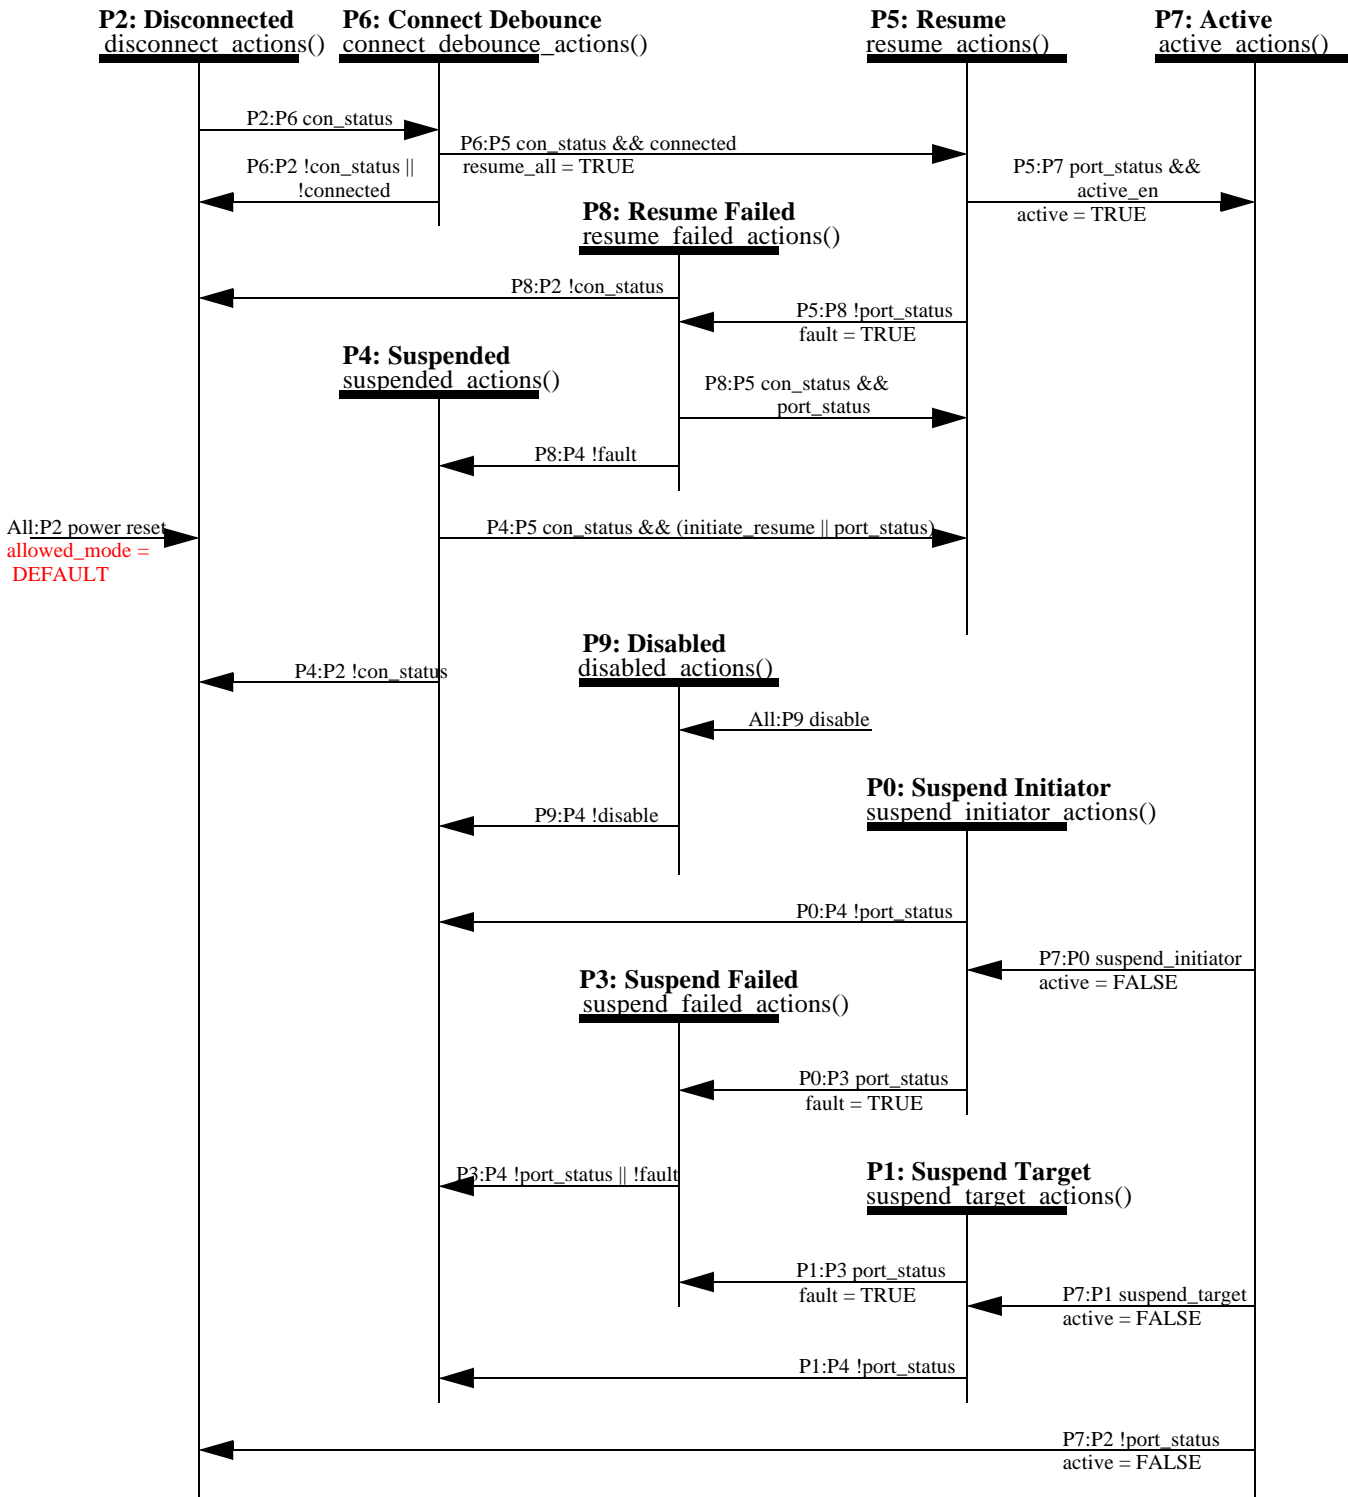 P2: Disconnected
disconnect_actions()
P6: Connect Debounce
connect_debounce_actions()
P5: Resume
resume_actions()
P7: Active
active_actions()
P2:P6 con_status
P6:P5 con_status && connected
resume_all = TRUE
P6:P2 !con_status ||
!connected
P5:P7 port_status &&
active_en
active = TRUE
P8: Resume Failed
resume_failed_actions()
P8:P2 !con_status
P5:P8 !port_status
fault = TRUE
P4: Suspended
suspended_actions()
P8:P5 con_status &&
port_status
P8:P4 !fault
All:P2 power reset
allowed_mode =
DEFAULT
P4:P5 con_status && (initiate_resume || port_status)
P9: Disabled
disabled_actions()
P4:P2 !con_status
All:P9 disable
P0: Suspend Initiator
suspend_initiator_actions()
P9:P4 !disable
P0:P4 !port_status
P7:P0 suspend_initiator
active = FALSE
P3: Suspend Failed
suspend_failed_actions()
P0:P3 port_status
fault = TRUE
P3:P4 !port_status || !fault
P1: Suspend Target
suspend_target_actions()
P1:P3 port_status
fault = TRUE
P7:P1 suspend_target
active = FALSE
P1:P4 !port_status
P7:P2 !port_status
active = FALSE